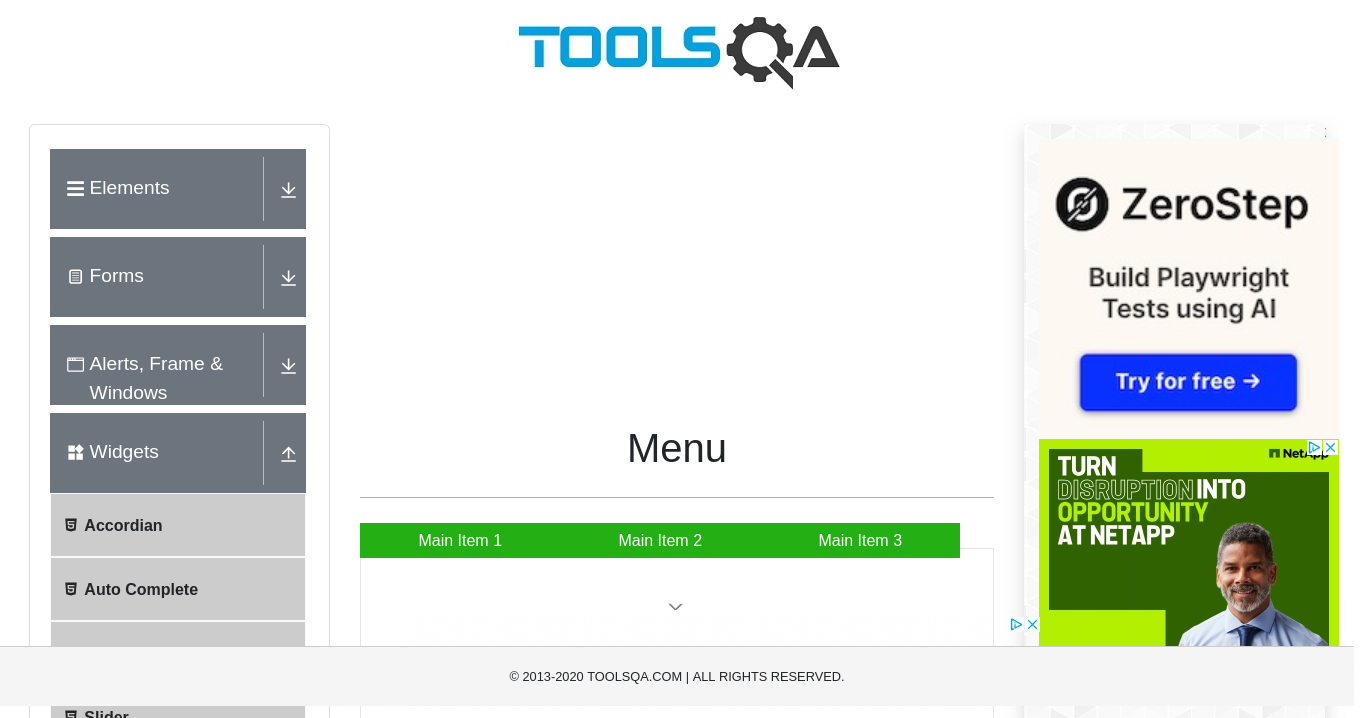 TOOLSQA
Elements
Forms
Alerts, Frame &
Windows
Widgets
Accordian
Auto Complete
Slider
Menu
Main Item 1
Main Item 2
Main Item 3
ZeroStep
Build Playwright
Tests using AI
Try for free →
NetApp
TURN
DISRUPTION INTO
OPPORTUNITY
AT NETAPP
© 2013-2020 TOOLSQA.COM | ALL RIGHTS RESERVED.